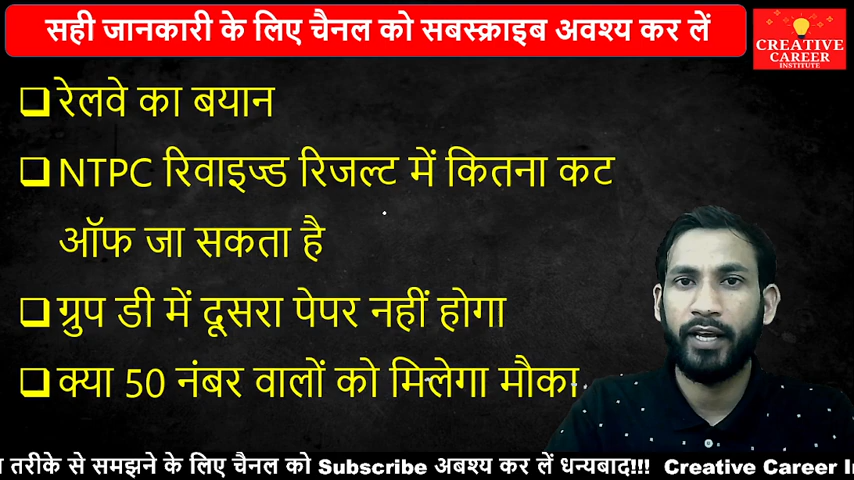 सही जानकारी के लिए चैनल को सबस्क्राइब अवश्य कर लें
CREATIVE
CAREER
INSTITUTE
रेलवे का बयान
NTPC रिवाइज्ड रिजल्ट में कितना कट
ऑफ जा सकता है
ग्रुप डी में दूसरा पेपर नहीं होगा
क्या 50 नंबर वालों को मिलेगा मौका
तरीके से समझने के लिए चैनल को Subscribe अबश्य कर लें धन्यबाद!!! Creative Career